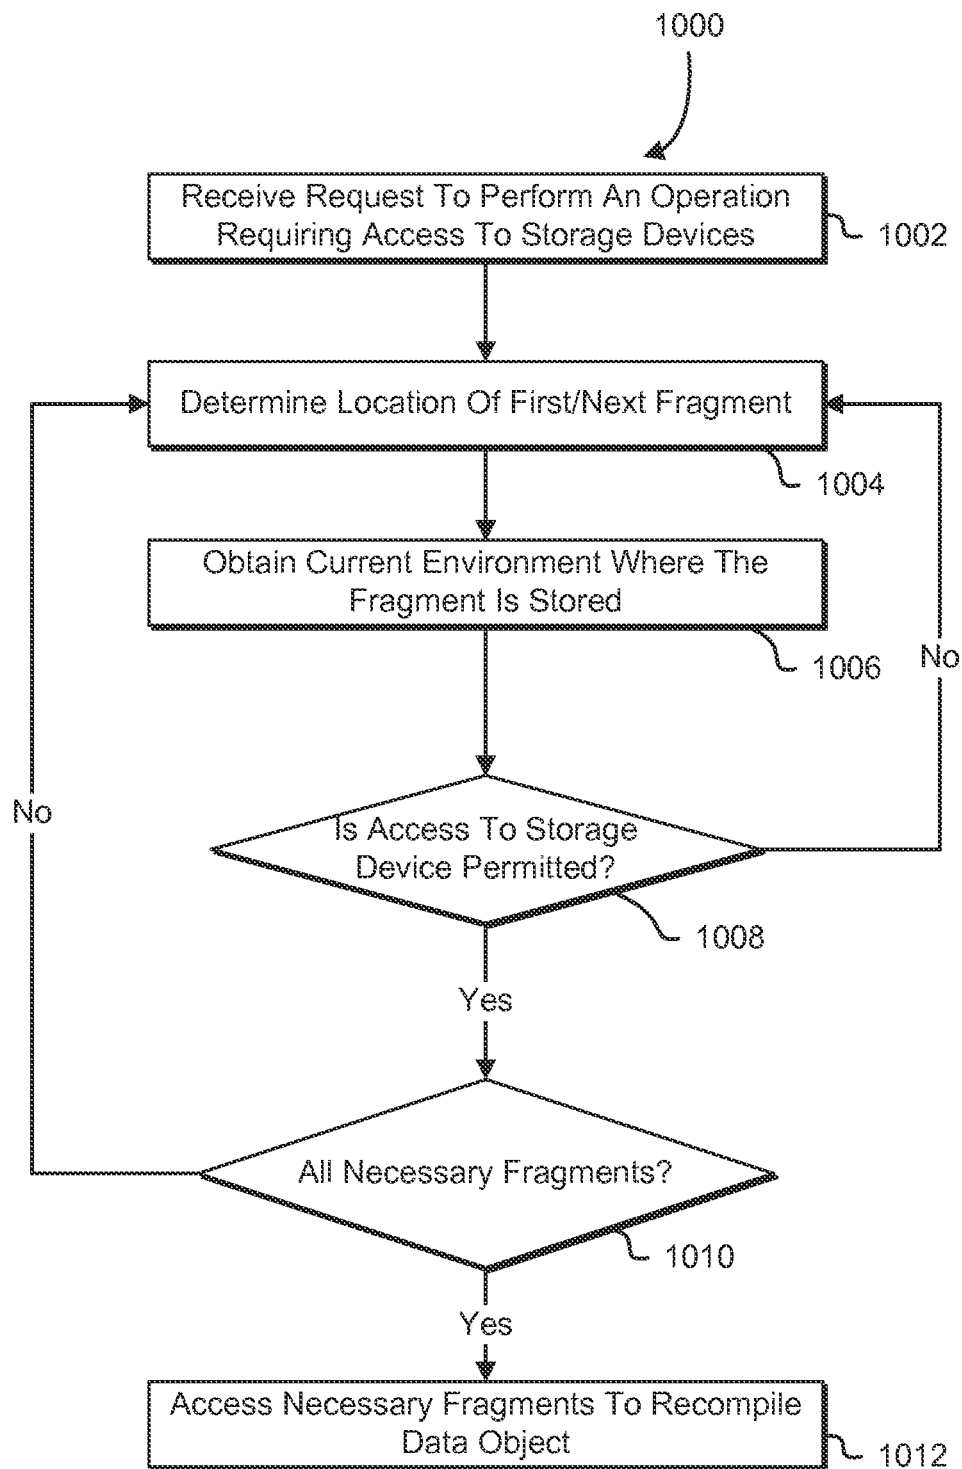 1000
Receive Request To Perform An Operation
Requiring Access To Storage Devices
1002
Determine Location Of First/Next Fragment
1004
Obtain Current Environment Where The
Fragment Is Stored
1006
No
No
Is Access To Storage
Device Permitted?
1008
Yes
All Necessary Fragments?
1010
Yes
Access Necessary Fragments To Recompile
Data Object
1012